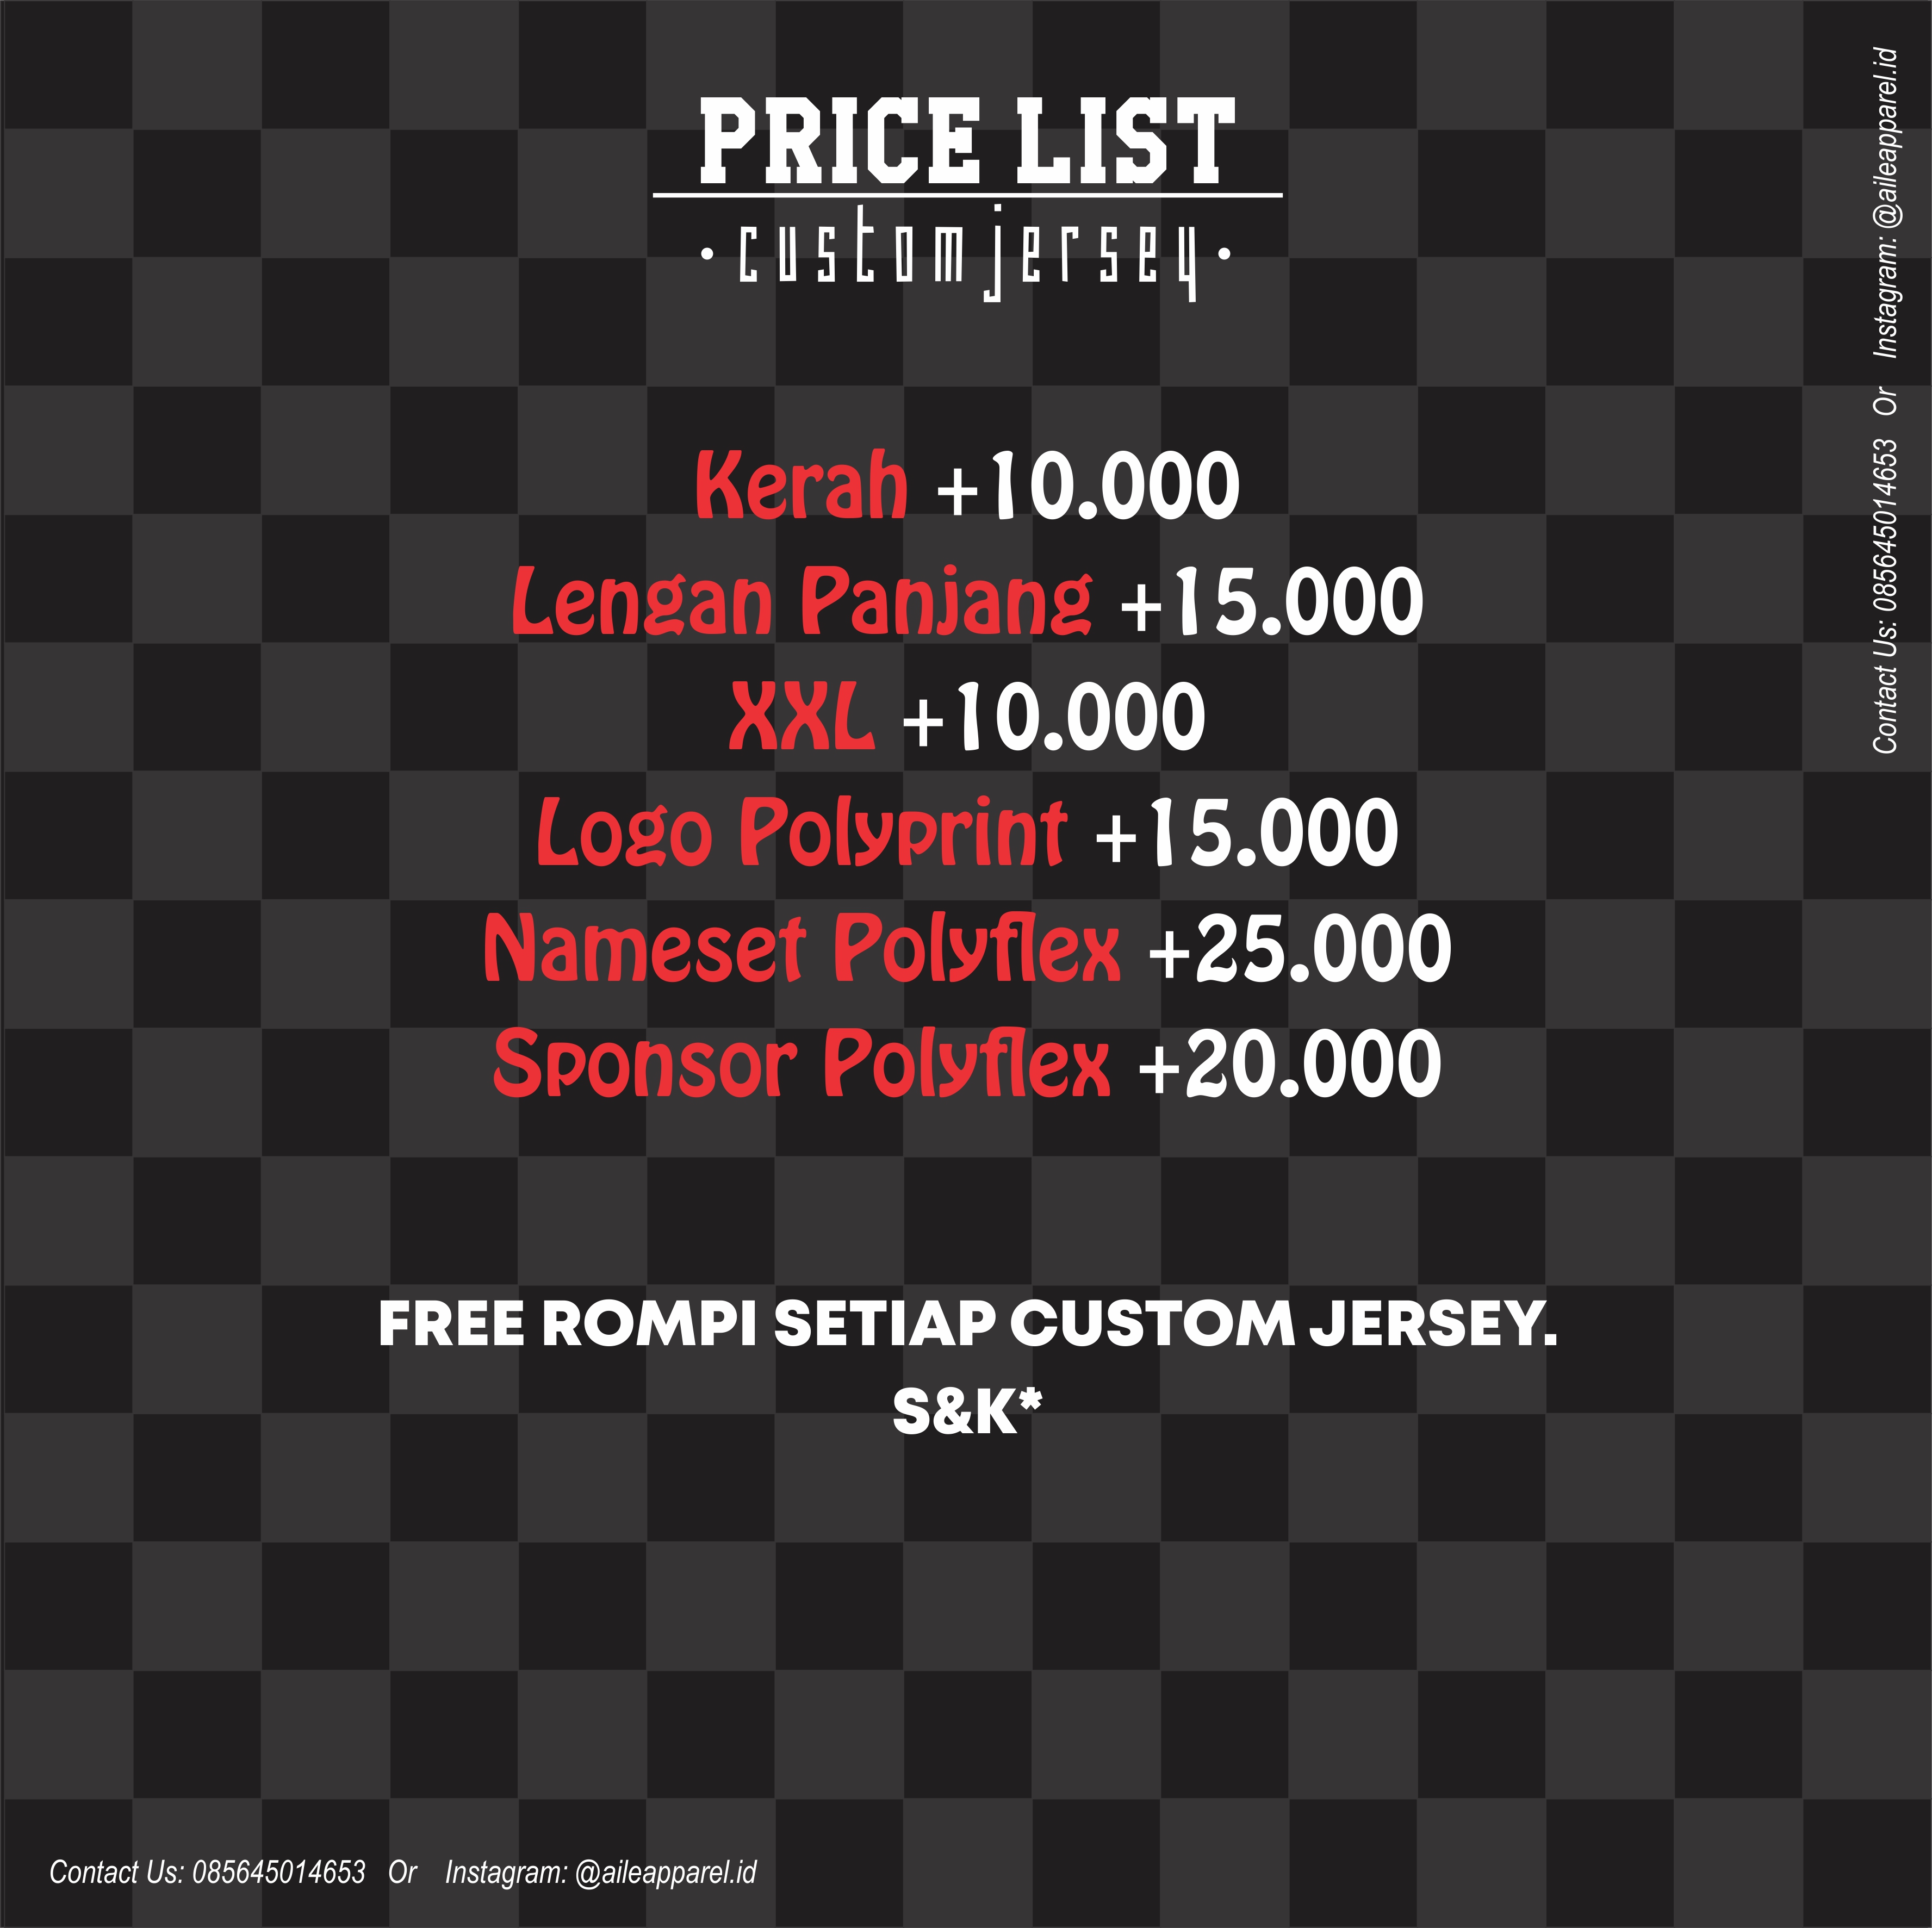 PRICE LIST
• custom jersey •
Kerah +10.000
Lengan Panjang +15.000
XXL +10.000
Logo Polyprint +15.000
Nameset Polyflex +25.000
Sponsor Polyflex +20.000
FREE ROMPI SETIAP CUSTOM JERSEY.
S&K*
Contact Us: 085645014653 Or Instagram: @aileapparel.id
Contact Us: 085645014653 Or Instagram: @aileapparel.id